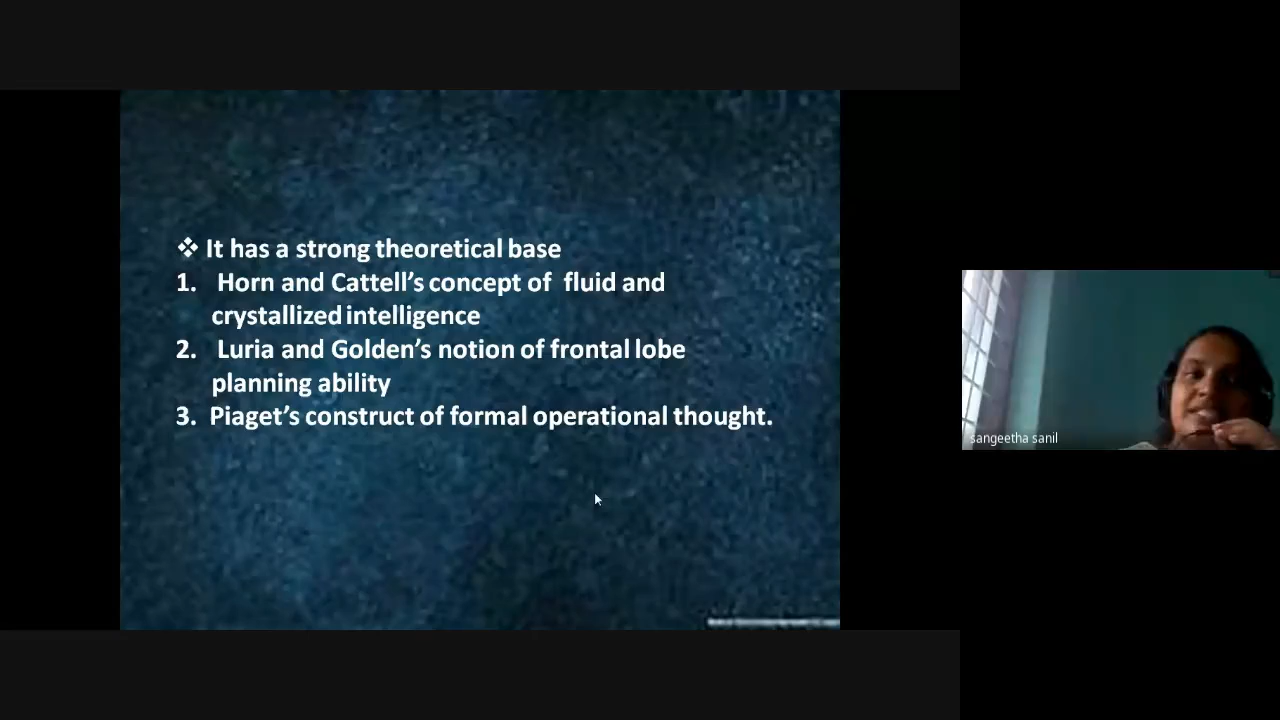 ❖ It has a strong theoretical base
1. Horn and Cattell’s concept of fluid and
crystallized intelligence
2. Luria and Golden’s notion of frontal lobe
planning ability
3. Piaget’s construct of formal operational thought.
sangeetha sanil